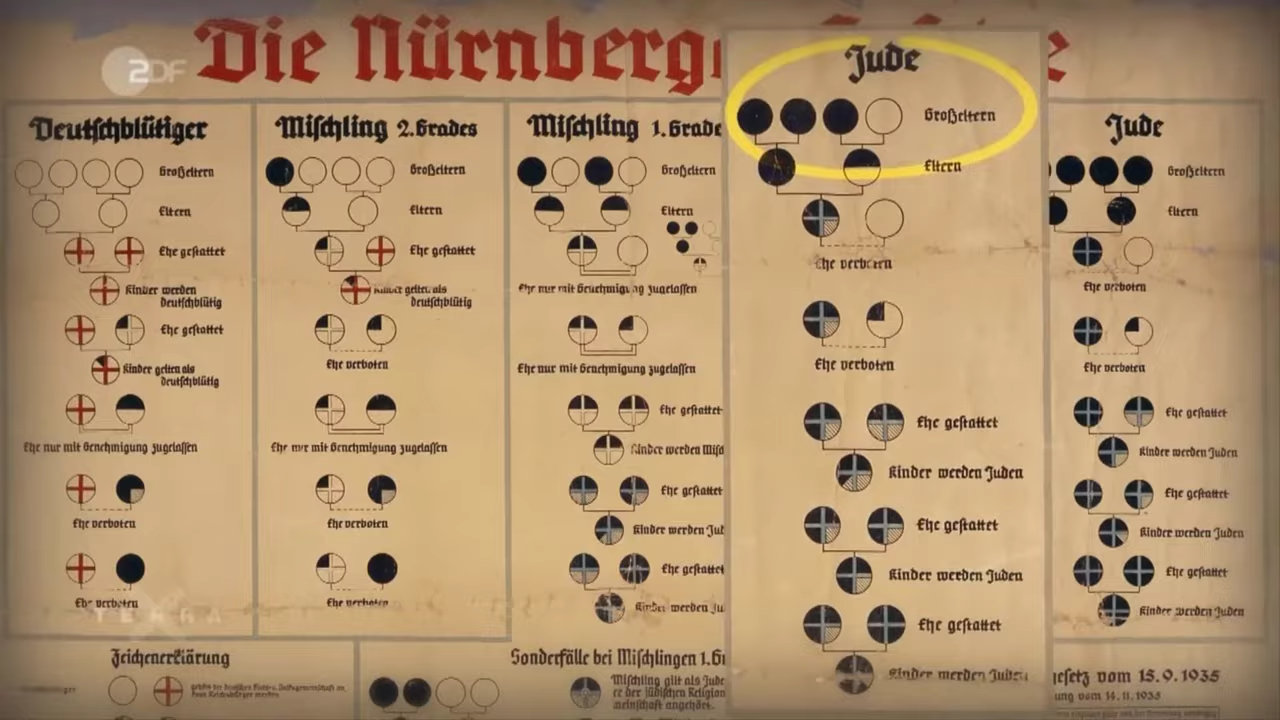 Die Nürnberg
ZDF
Deutschblütiger
Großeltern
Eltern
Ehe gestattet
Kinder werden
Deutschblütig
Ehe gestattet
Kinder gelten als
Deutschblütig
Ehe nur mit Genehmigung zugelassen
Ehe verboten
Ehe verboten
TERRA
Mischling 2. Grades
Großeltern
Eltern
Ehe gestattet
Kinder gelten als
Deutschblütig
Ehe verboten
Ehe nur mit Genehmigung zugelassen
Ehe verboten
Ehe verboten
Mischling 1. Grade
Großeltern
Eltern
Ehe nur mit Genehmigung zugelassen
Ehe nur mit Genehmigung zugelassen
Ehe gestattet
Kinder werden Misch
Ehe gestattet
Kinder werden Jud
Ehe gestattet
Kinder werden Ju
Jude
Großeltern
Eltern
Ehe verboten
Ehe verboten
Ehe gestattet
Kinder werden Juden
Ehe gestattet
Kinder werden Juden
Ehe gestattet
Kinder werden Juden
Jude
Großeltern
Eltern
Ehe verboten
Ehe verboten
Ehe gestattet
Kinder werden Juden
Ehe gestattet
Kinder werden Juden
Ehe gestattet
Kinder werden Juden
Zeichenerklärung
Sonderfälle bei Mischlingen 1. G
Mischling gilt als Jude
er der jüdischen Religion
meinschaft angehört.
gesetz vom 15.9.1935
ung vom 14.11.1935